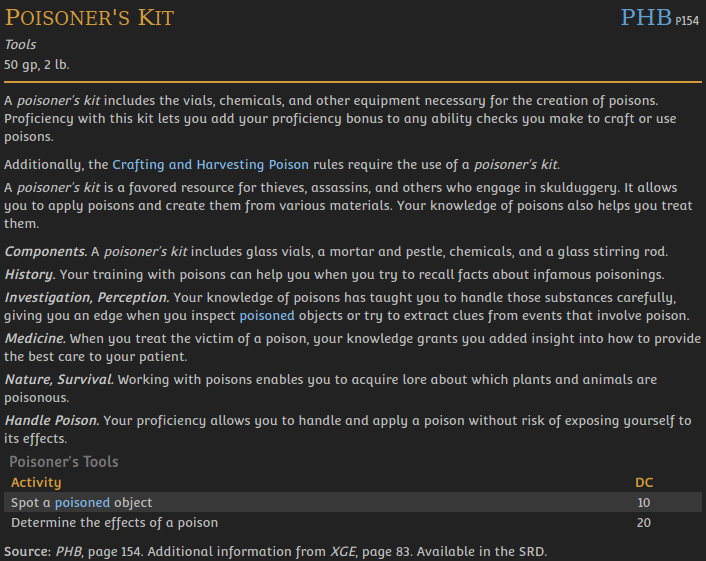 POISONER'S KIT PHB P154
Tools
50 gp, 2 lb.
A poisoner's kit includes the vials, chemicals, and other equipment necessary for the creation of poisons.
Proficiency with this kit lets you add your proficiency bonus to any ability checks you make to craft or use
poisons.
Additionally, the Crafting and Harvesting Poison rules require the use of a poisoner's kit.
A poisoner's kit is a favored resource for thieves, assassins, and others who engage in skulduggery. It allows
you to apply poisons and create them from various materials. Your knowledge of poisons also helps you treat
them.
Components. A poisoner's kit includes glass vials, a mortar and pestle, chemicals, and a glass stirring rod.
History. Your training with poisons can help you when you try to recall facts about infamous poisonings.
Investigation, Perception. Your knowledge of poisons has taught you to handle those substances carefully,
giving you an edge when you inspect poisoned objects or try to extract clues from events that involve poison.
Medicine. When you treat the victim of a poison, your knowledge grants you added insight into how to provide
the best care to your patient.
Nature, Survival. Working with poisons enables you to acquire lore about which plants and animals are
poisonous.
Handle Poison. Your proficiency allows you to handle and apply a poison without risk of exposing yourself to
its effects.
Poisoner's Tools
Activity DC
Spot a poisoned object 10
Determine the effects of a poison 20
Source: PHB, page 154. Additional information from XGE, page 83. Available in the SRD.